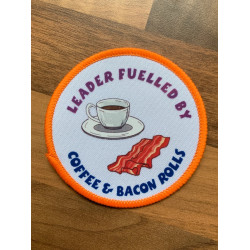 LEADER FUELLED BY
COFFEE & BACON ROLLS